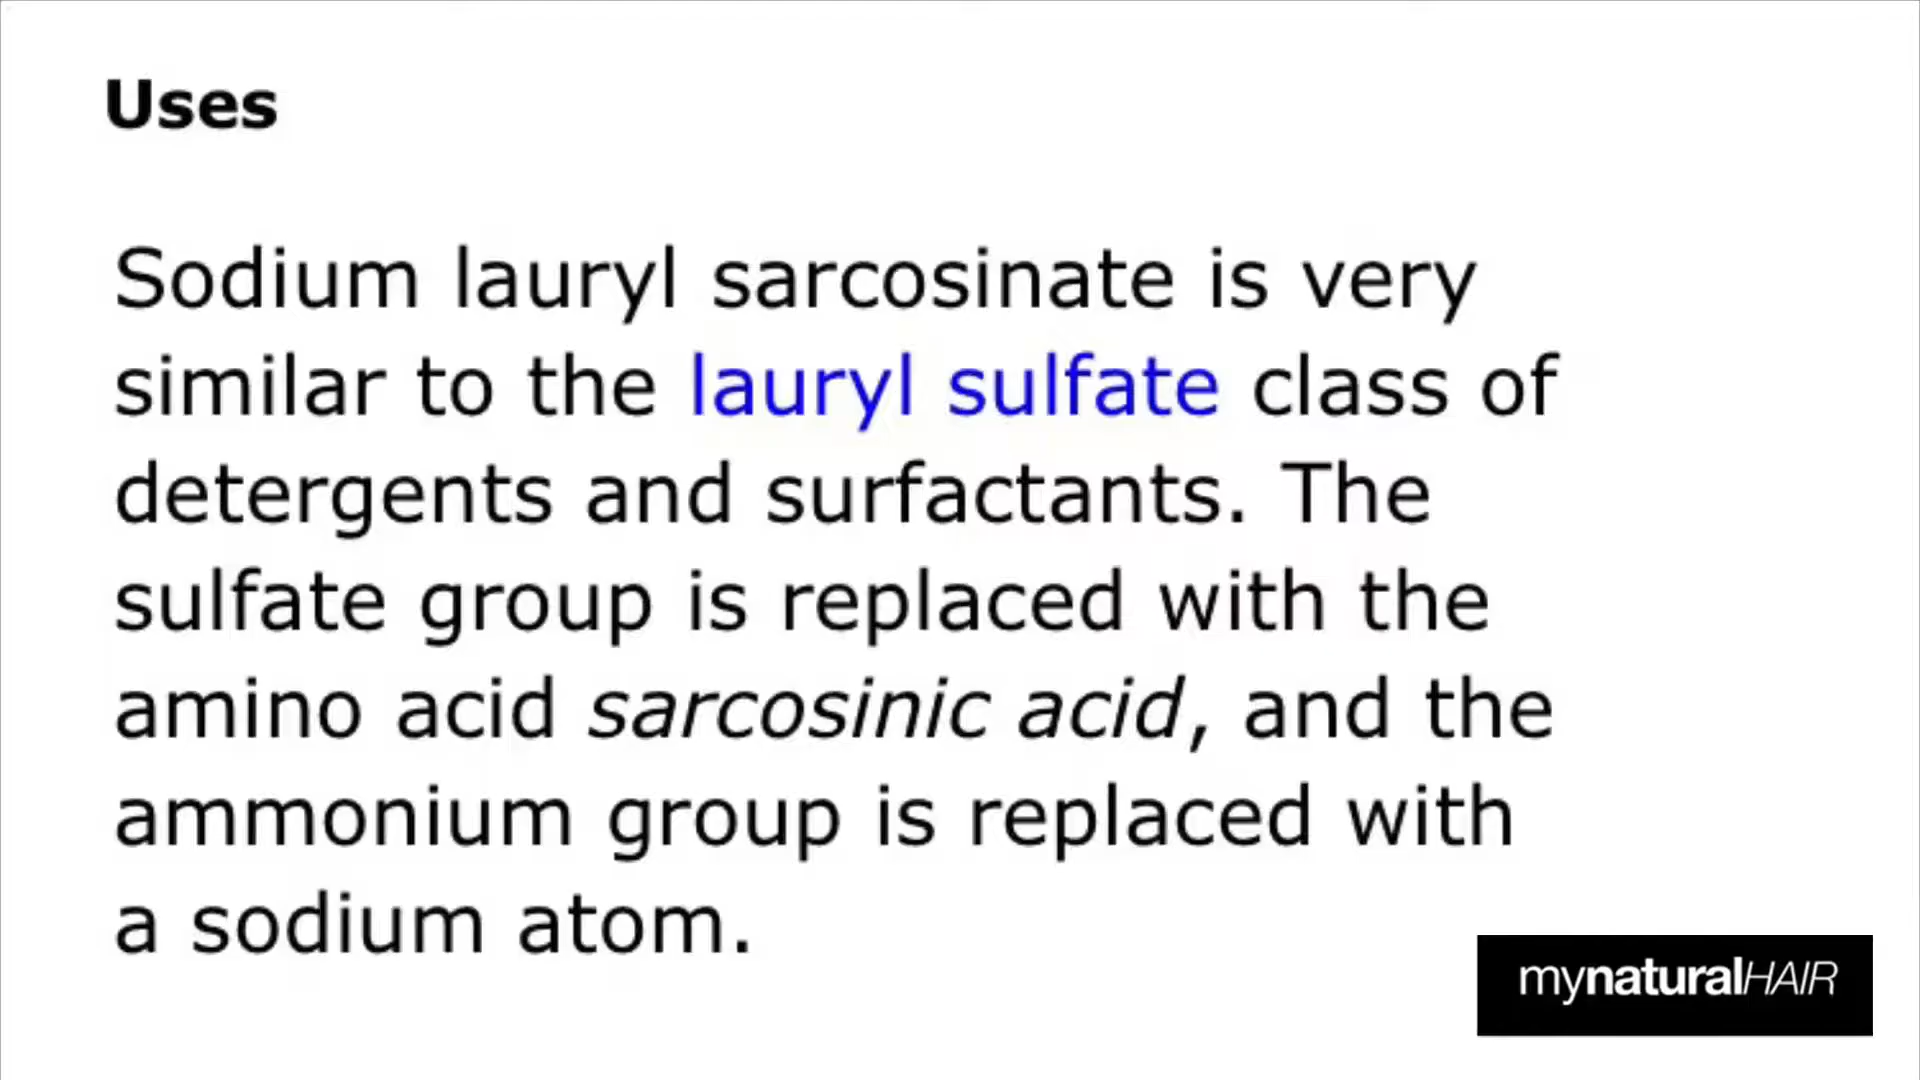 Uses
Sodium lauryl sarcosinate is very
similar to the lauryl sulfate class of
detergents and surfactants. The
sulfate group is replaced with the
amino acid sarcosinic acid, and the
ammonium group is replaced with
a sodium atom.
mynaturalHAIR